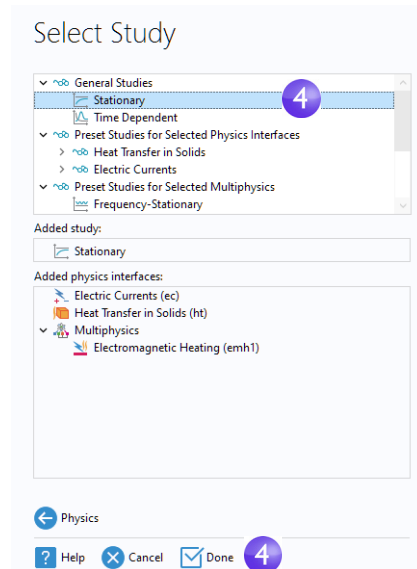 Select Study
General Studies
Stationary
4
Time Dependent
Preset Studies for Selected Physics Interfaces
Heat Transfer in Solids
Electric Currents
Preset Studies for Selected Multiphysics
Frequency-Stationary
Added study:
Stationary
Added physics interfaces:
Electric Currents (ec)
Heat Transfer in Solids (ht)
Multiphysics
Electromagnetic Heating (emh1)
Physics
? Help Cancel Done 4